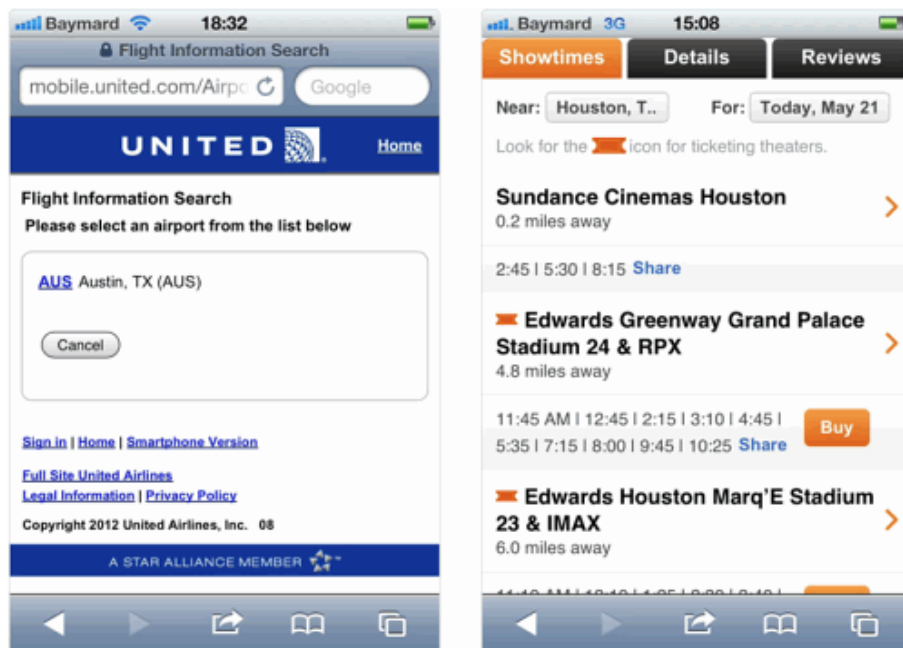 Baymard 18:32
Flight Information Search
mobile.united.com/Airpo Google
UNITED Home
Flight Information Search
Please select an airport from the list below
AUS Austin, TX (AUS)
Cancel
Sign in | Home | Smartphone Version
Full Site United Airlines
Legal Information | Privacy Policy
Copyright 2012 United Airlines, Inc. 08
A STAR ALLIANCE MEMBER
Baymard 3G 15:08
Showtimes Details Reviews
Near: Houston, T.. For: Today, May 21
Look for the icon for ticketing theaters.
Sundance Cinemas Houston
0.2 miles away
2:45 | 5:30 | 8:15 Share
Edwards Greenway Grand Palace
Stadium 24 & RPX
4.8 miles away
11:45 AM | 12:45 | 2:15 | 3:10 | 4:45 |
5:35 | 7:15 | 8:00 | 9:45 | 10:25 Share
Buy
Edwards Houston Marq'E Stadium
23 & IMAX
6.0 miles away